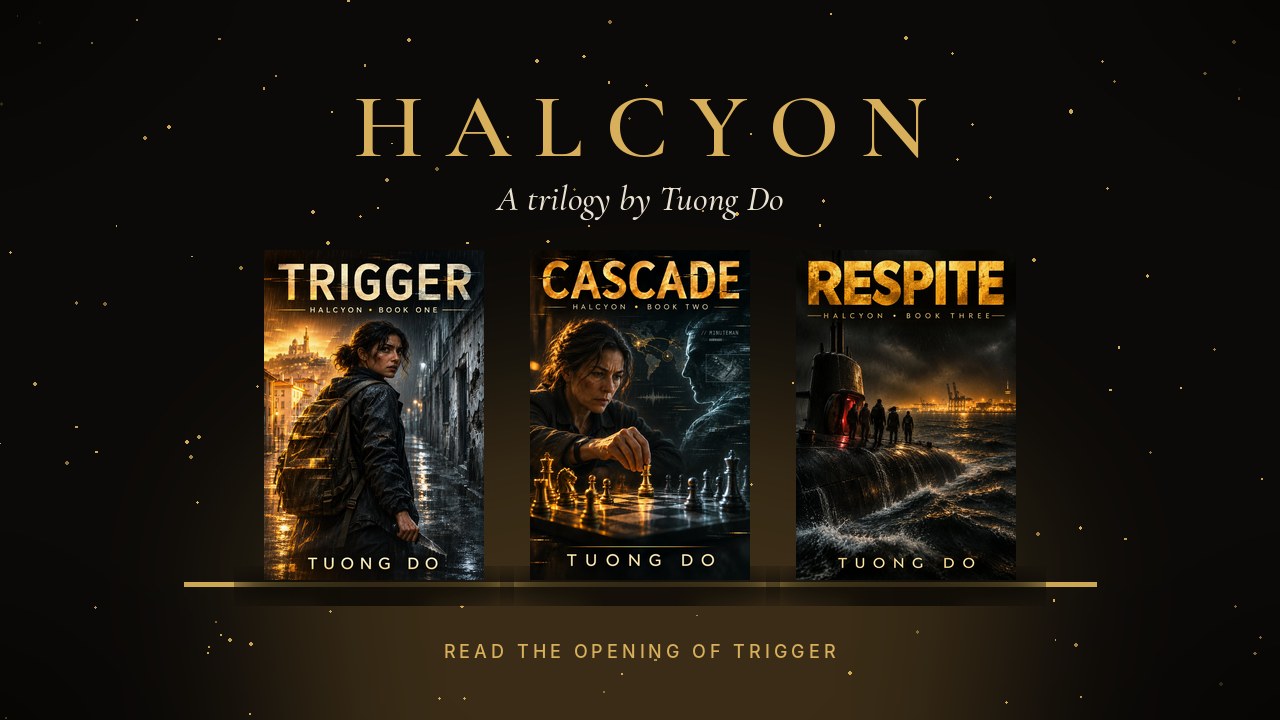 HALCYON
A trilogy by Tuong Do
TRIGGER
HALCYON • BOOK ONE
TUONG DO
CASCADE
HALCYON • BOOK TWO
MINUTEMAN
TUONG DO
RESPITE
HALCYON • BOOK THREE
TUONG DO
READ THE OPENING OF TRIGGER